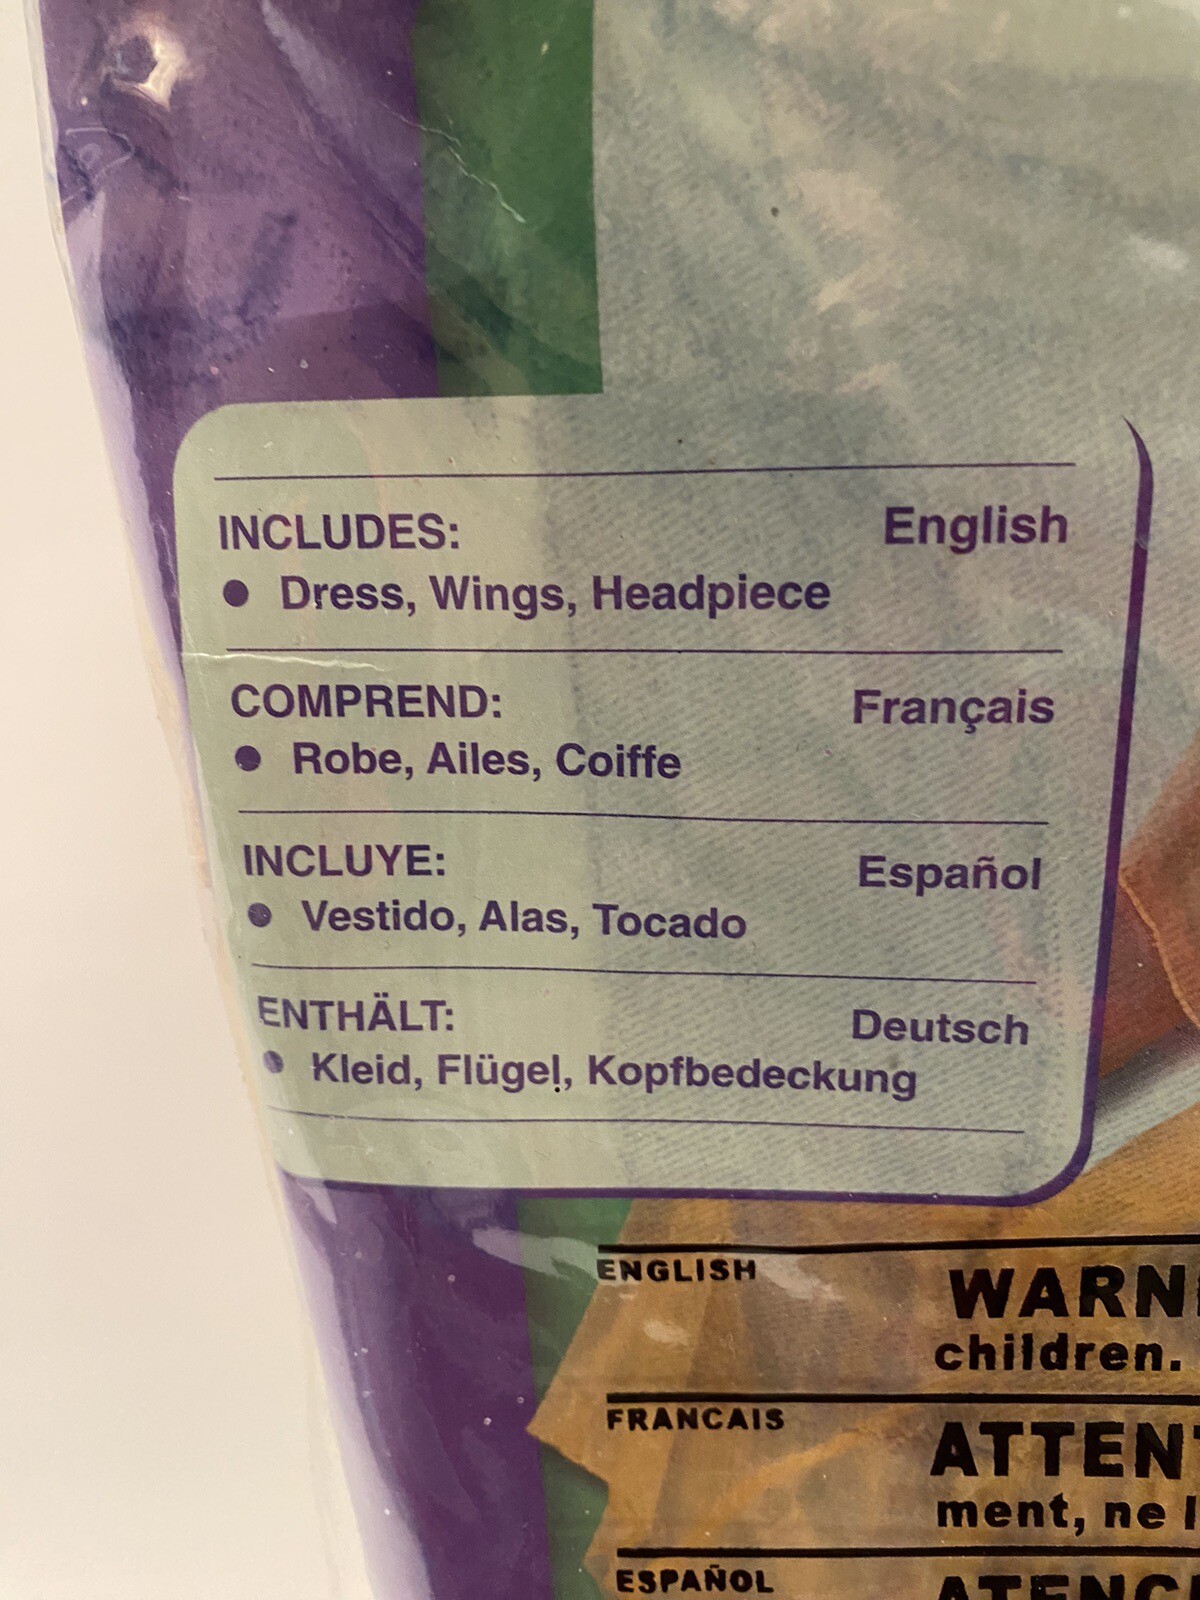 INCLUDES: English
● Dress, Wings, Headpiece
COMPREND: Français
● Robe, Ailes, Coiffe
INCLUYE: Español
● Vestido, Alas, Tocado
ENTHÄLT: Deutsch
● Kleid, Flügel, Kopfbedeckung
ENGLISH
children.
FRANCAIS
ment, ne
ESPAÑOL